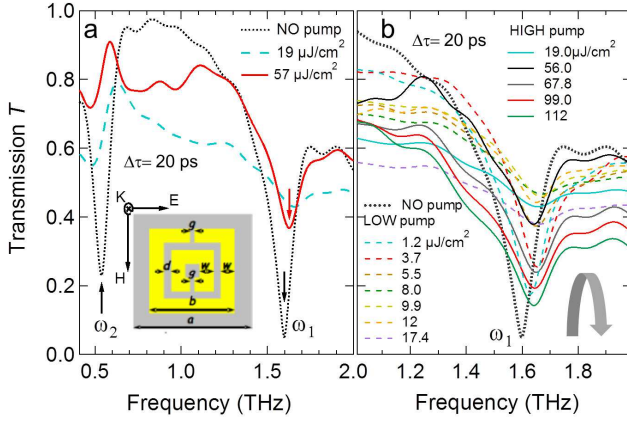 a
NO pump
19 μJ/cm²
57 μJ/cm²
Δτ= 20 ps
K
E
H
g
d
g
w
w
b
a
ω₂
ω₁
Transmission T
1.0
0.8
0.6
0.4
0.2
0.0
0.5
1.0
1.5
2.0
Frequency (THz)
b
Δτ= 20 ps
HIGH pump
19.0μJ/cm²
56.0
67.8
99.0
112
NO pump
LOW pump
1.2 μJ/cm²
3.7
5.5
8.0
9.9
12
17.4
ω₁
1.0
1.2
1.4
1.6
1.8
Frequency (THz)